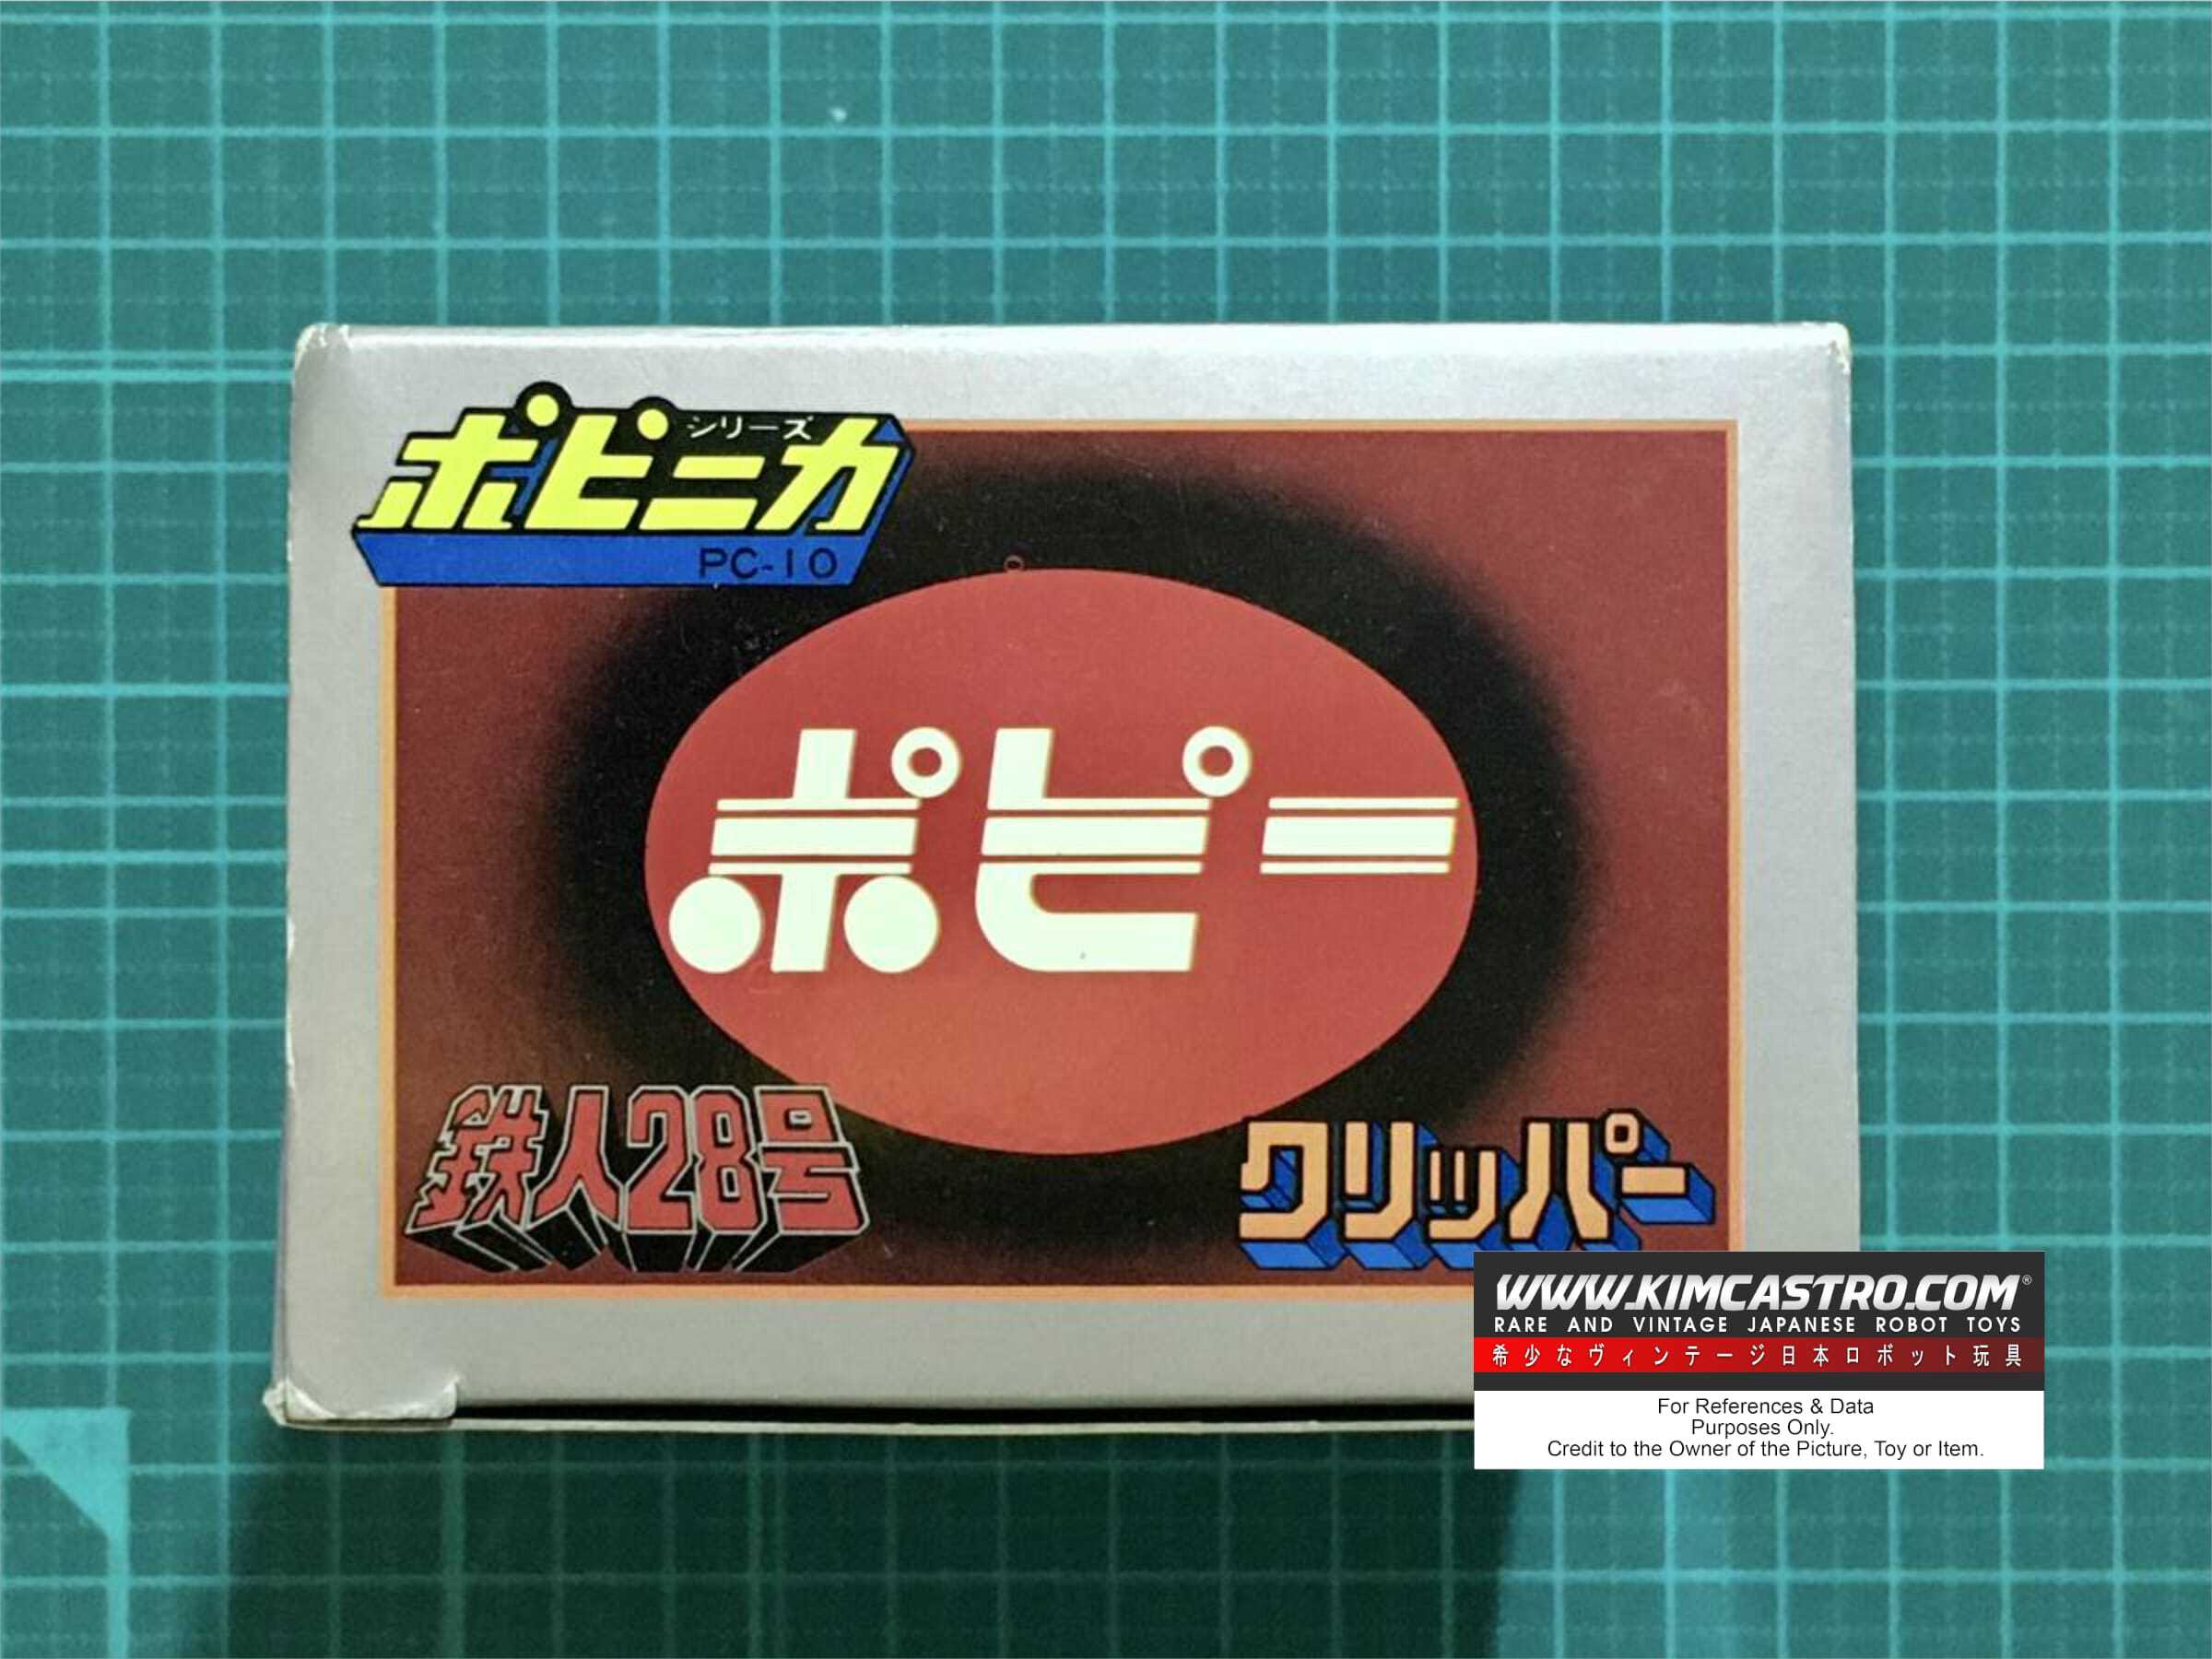 シリーズ
ポピニカ
PC-10
ポピー
鉄人28号
クリッパー
WWW.KIMCASTRO.COM®
RARE AND VINTAGE JAPANESE ROBOT TOYS
希少なヴィンテージ日本ロボット玩具
For References & Data
Purposes Only.
Credit to the Owner of the Picture, Toy or Item.